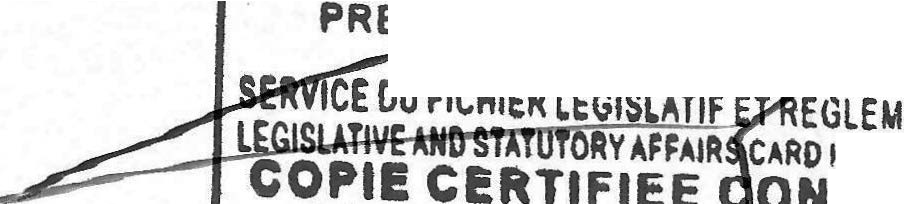 PRE
SERVICE DU FICHIER LEGISLATIF ET REGLEM
LEGISLATIVE AND STATUTORY AFFAIRS CARD I
COPIE CERTIFIEE CON